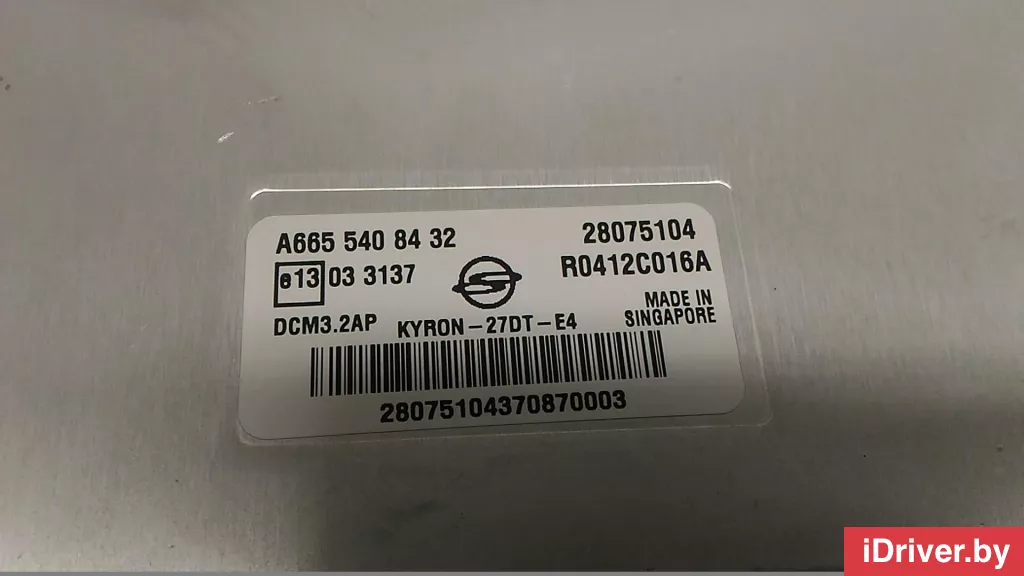 A665 540 84 32 28075104
e13 03 3137 R0412C016A
DCM3.2AP KYRON-27DT-E4 MADE IN SINGAPORE
28075104370870003
iDriver.by